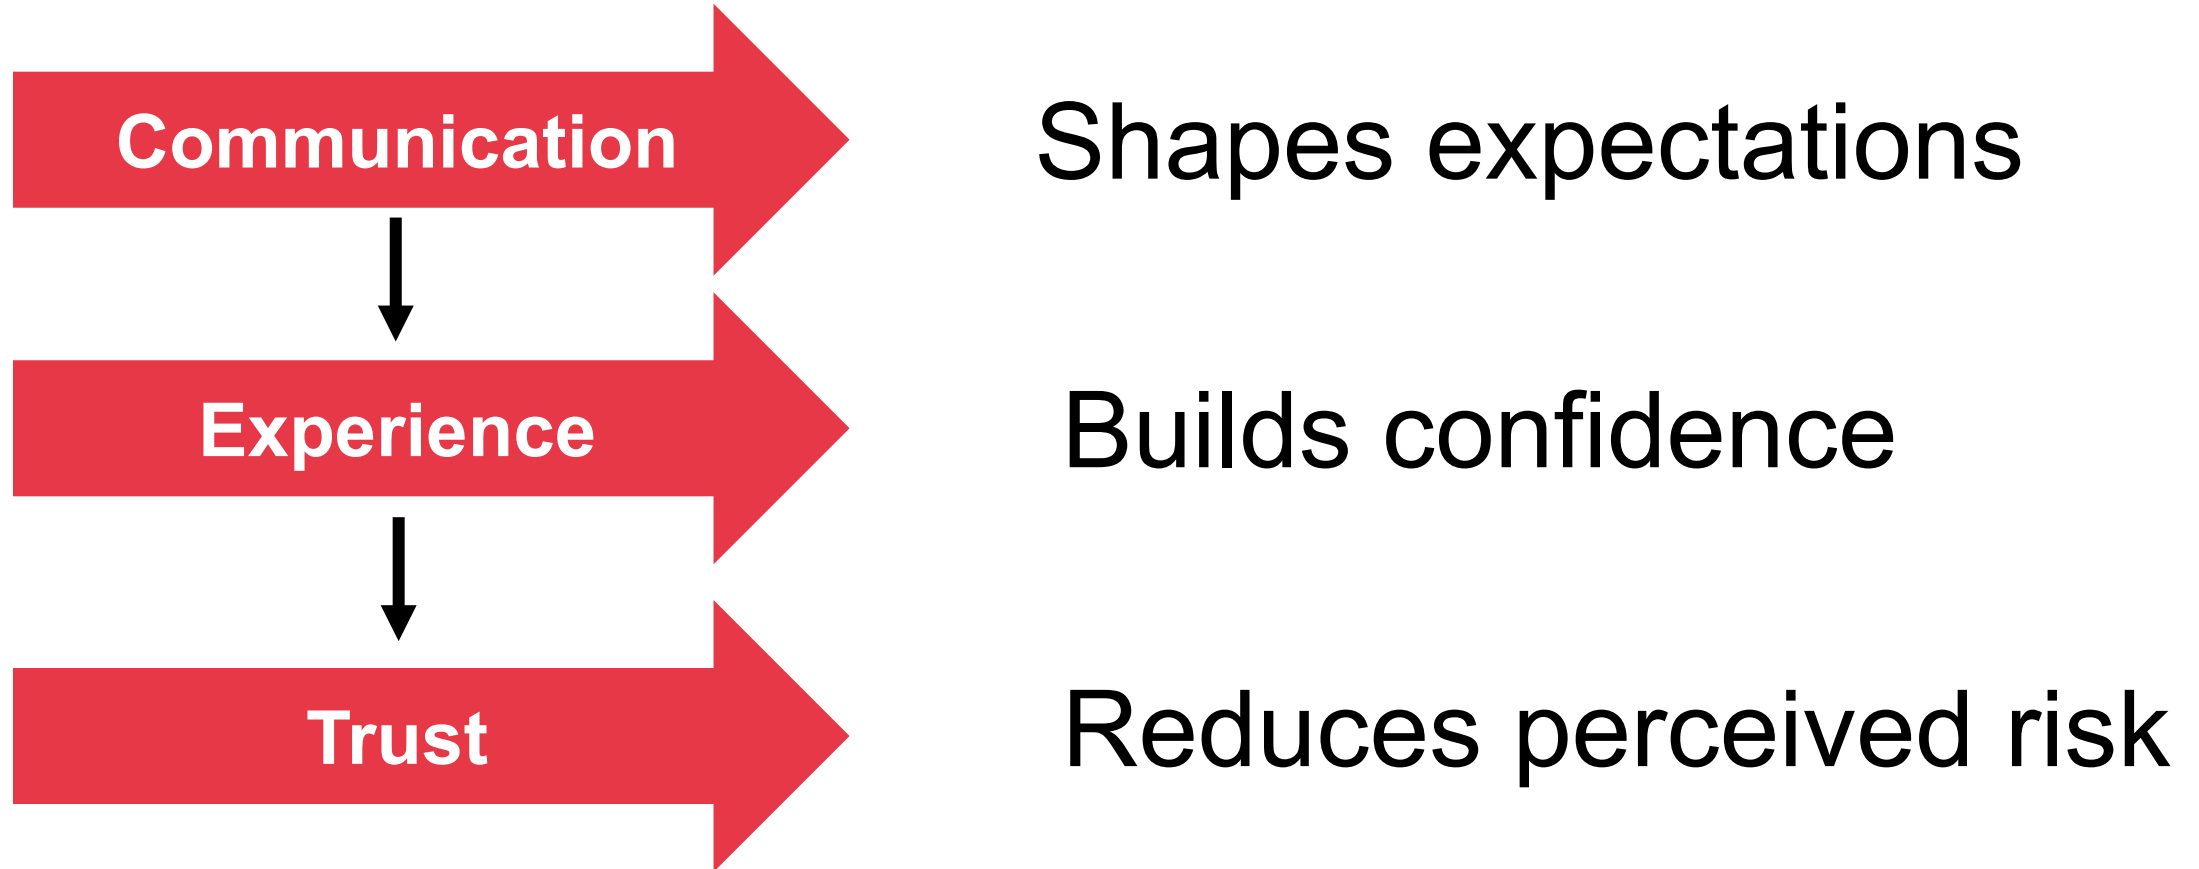 Communication
Shapes expectations
Experience
Builds confidence
Trust
Reduces perceived risk